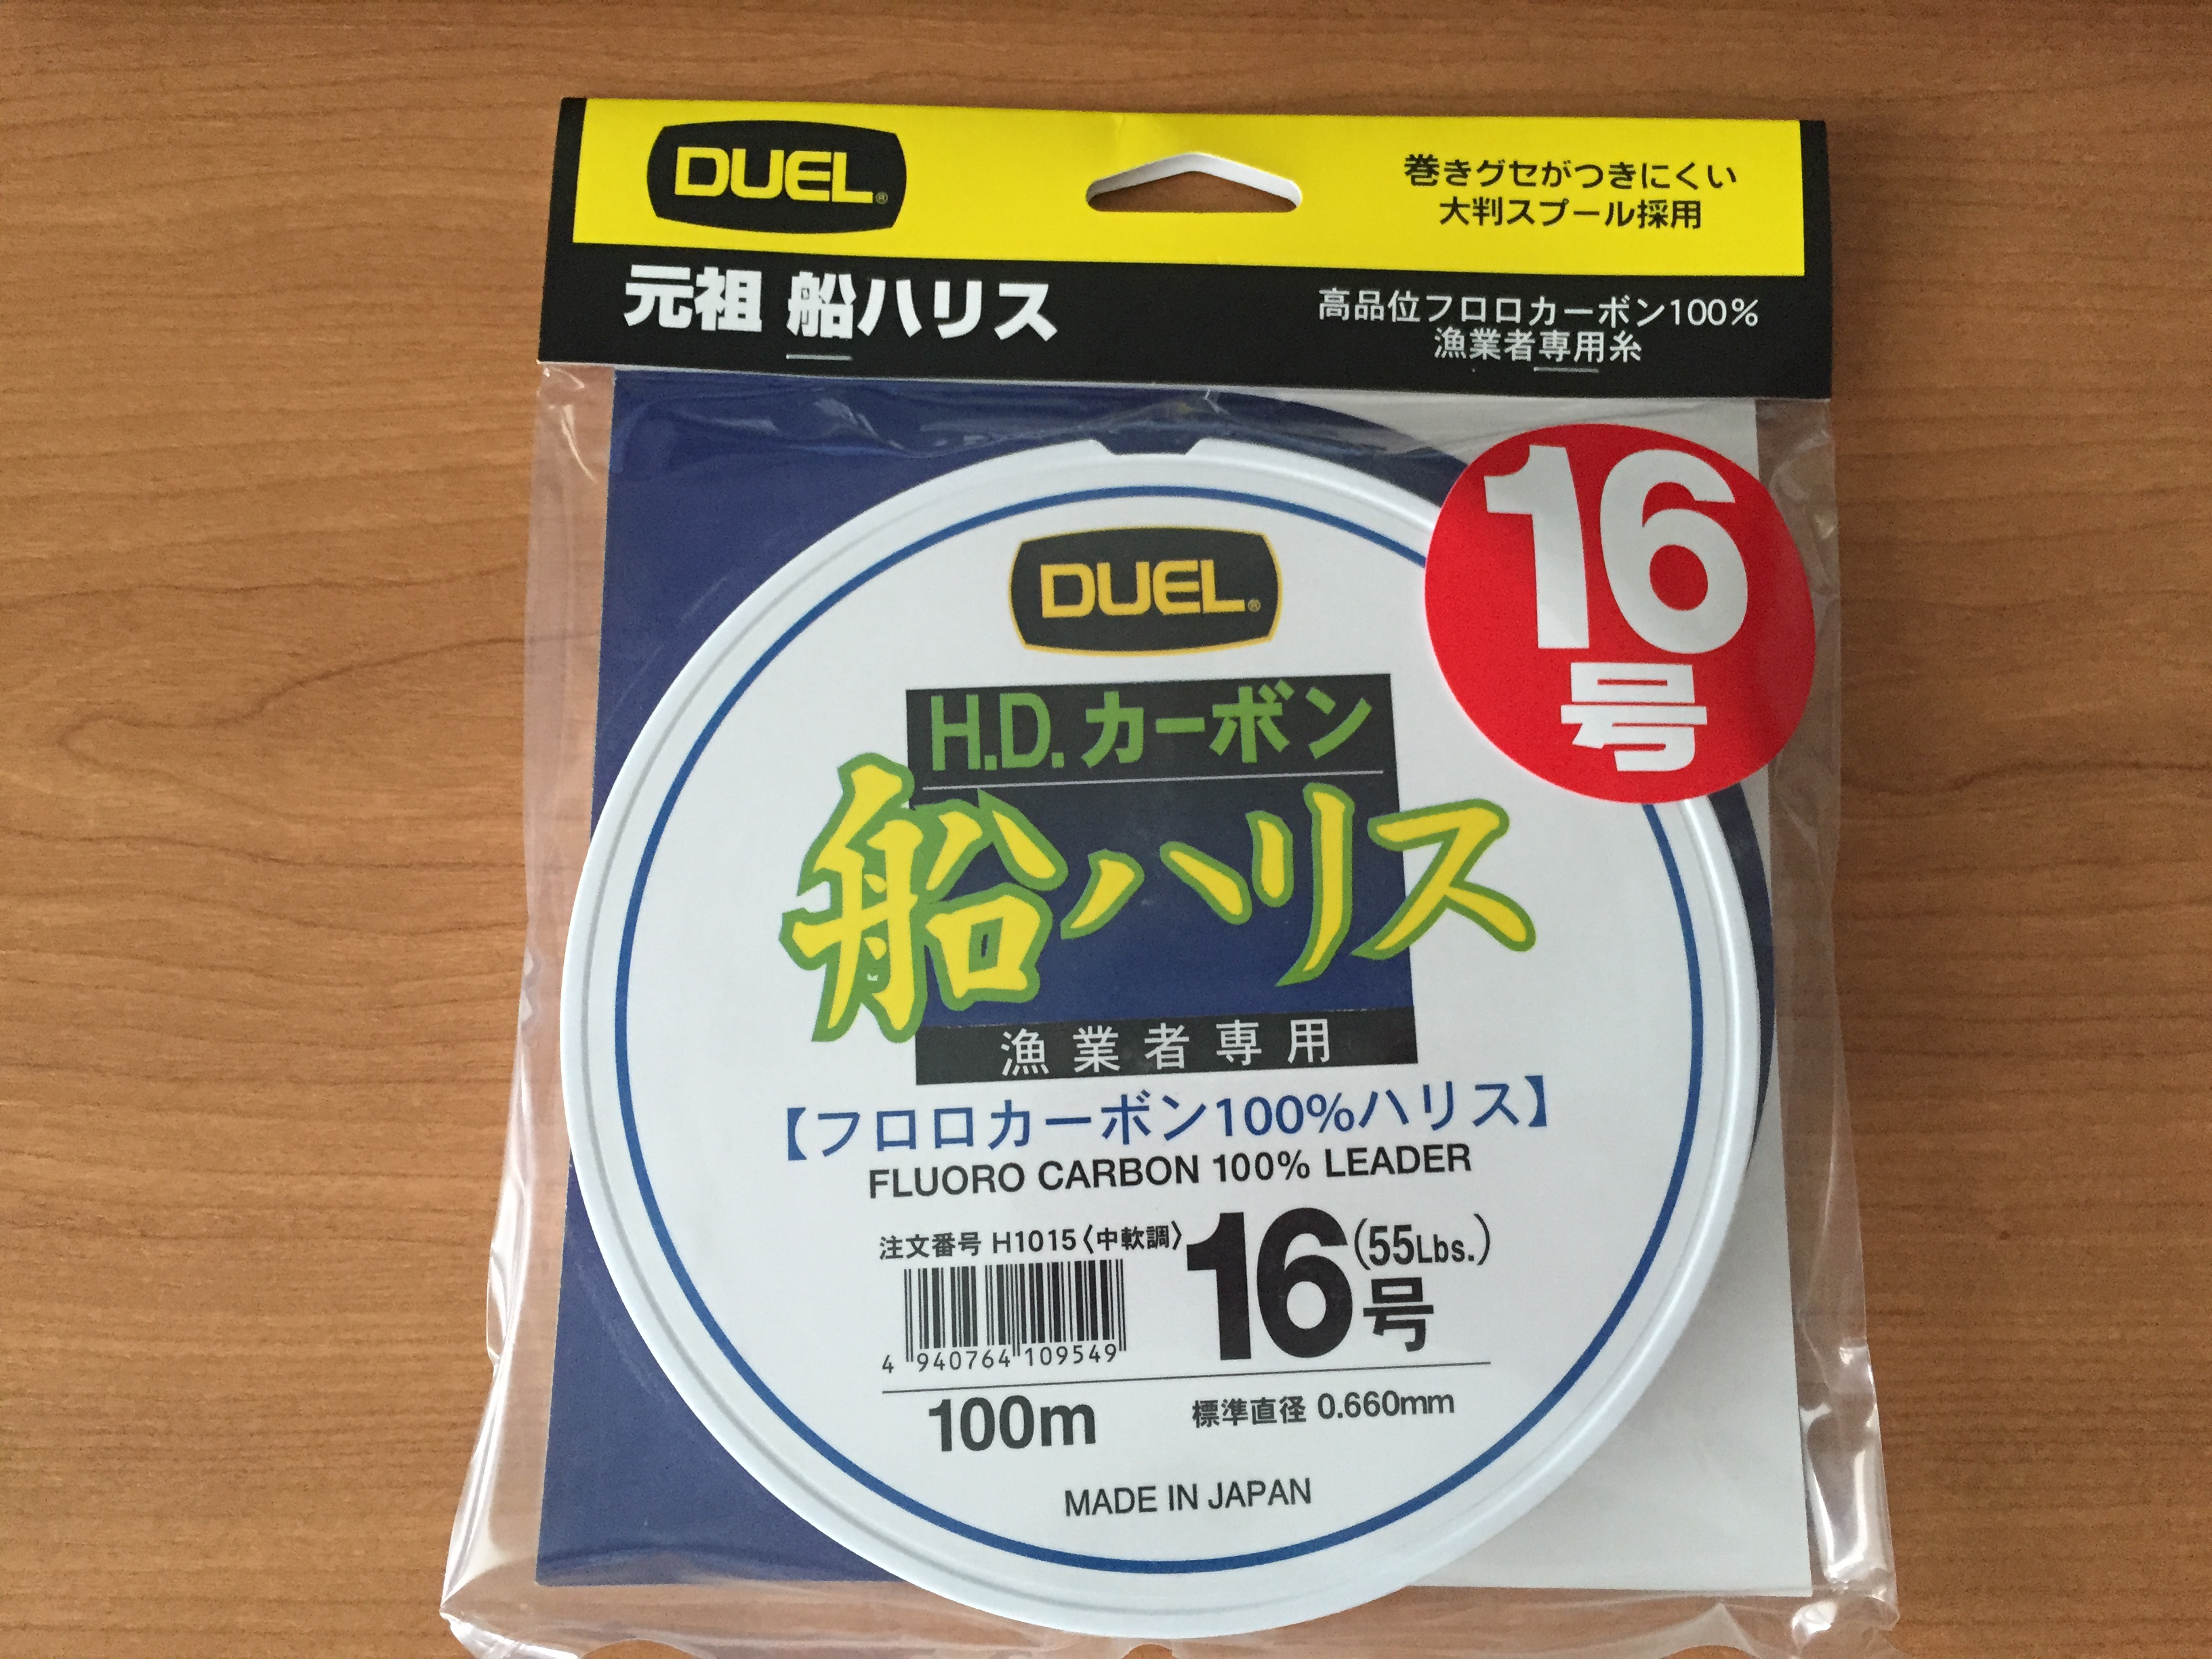 DUEL®
巻きグセがつきにくい
大判スプール採用
元祖 船ハリス
高品位フロロカーボン100%
漁業者専用糸
16
号
DUEL®
H.D.カーボン
船ハリス
漁業者専用
【フロロカーボン100%ハリス】
FLUORO CARBON 100% LEADER
注文番号 H1015〈中軟調〉
16号
(55Lbs.)
4 940764 109549
100m
標準直径 0.660mm
MADE IN JAPAN